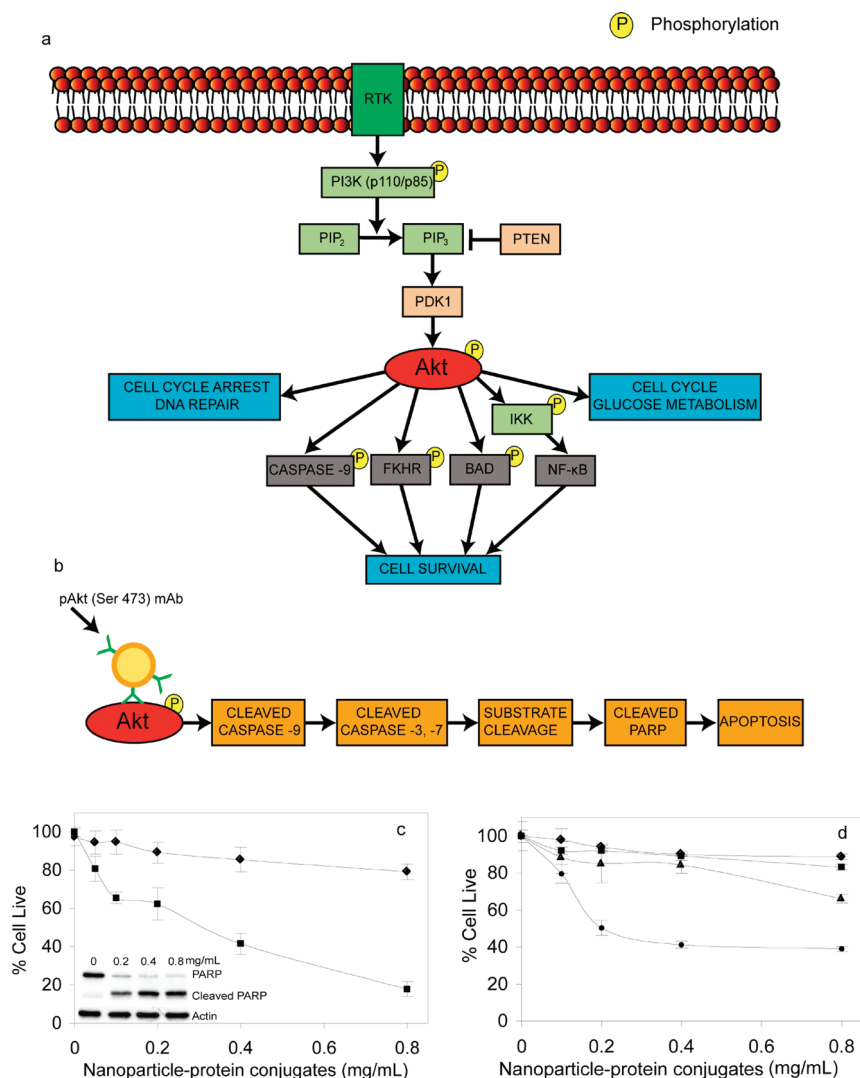 P Phosphorylation
a
RTK
PI3K (p110/p85) P
PIP2 PIP3 PTEN
PDK1
P
Akt
CELL CYCLE ARREST
DNA REPAIR
CELL CYCLE
GLUCOSE METABOLISM
IKK P
CASPASE -9 P FKHR P BAD P NF-κB
CELL SURVIVAL
b
pAkt (Ser 473) mAb
Akt P
CLEAVED
CASPASE -9
CLEAVED
CASPASE -3, -7
SUBSTRATE
CLEAVAGE
CLEAVED
PARP
APOPTOSIS
c
% Cell Live
100
80
60
40
20
0
0 0.2 0.4 0.8 mg/mL
PARP
Cleaved PARP
Actin
0 0.2 0.4 0.6 0.8
Nanoparticle-protein conjugates (mg/mL)
d
% Cell Live
100
80
60
40
20
0
0 0.2 0.4 0.6 0.8
Nanoparticle-protein conjugates (mg/mL)